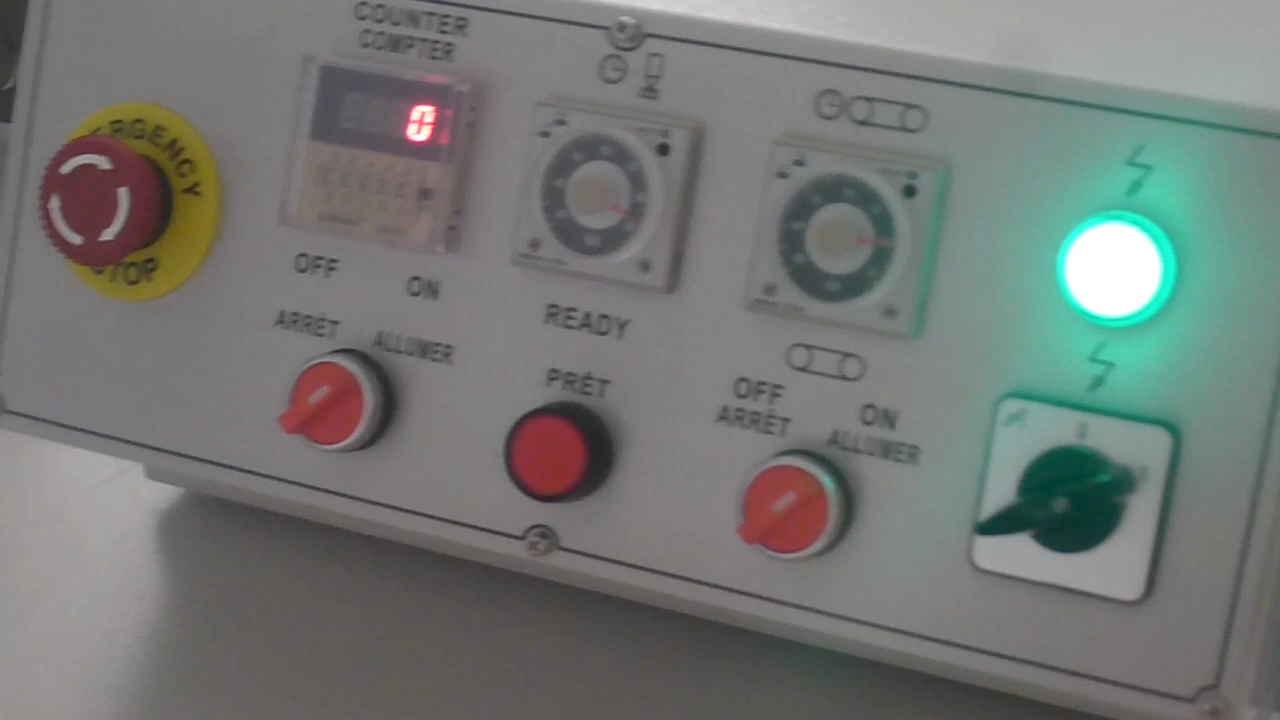 COUNTER
COMPTER
ERGENCY
STOP
0
OFF
ON
ARRÊT
ALLUMER
READY
PRÊT
OFF
ARRÊT
ON
ALLUMER